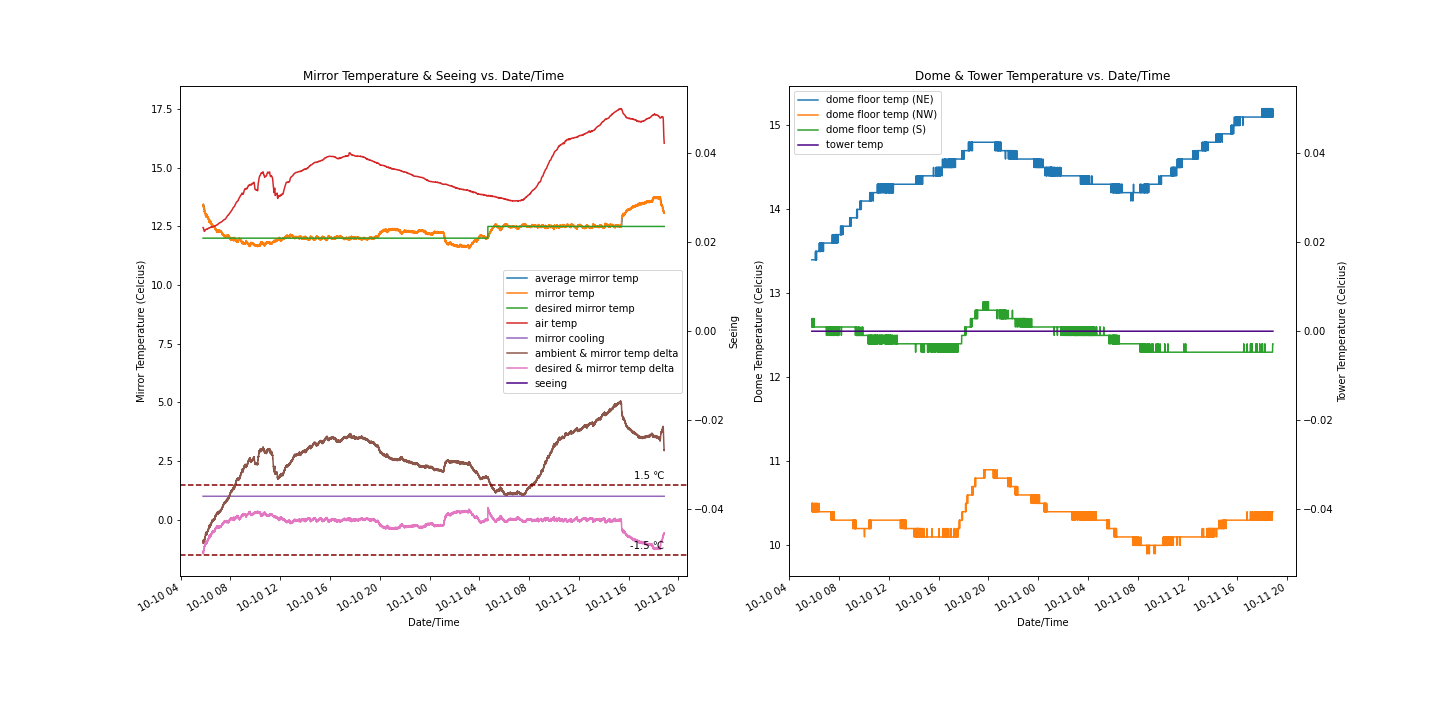 Mirror Temperature & Seeing vs. Date/Time
Mirror Temperature (Celcius)
17.5
15.0
12.5
10.0
7.5
5.0
2.5
0.0
average mirror temp
mirror temp
desired mirror temp
air temp
mirror cooling
ambient & mirror temp delta
desired & mirror temp delta
seeing
1.5 °C
-1.5 °C
0.04
0.02
0.00
−0.02
−0.04
Seeing
10-10 04
10-10 08
10-10 12
10-10 16
10-10 20
10-11 00
10-11 04
10-11 08
10-11 12
10-11 16
10-11 20
Date/Time
Dome & Tower Temperature vs. Date/Time
Dome Temperature (Celcius)
15
14
13
12
11
10
dome floor temp (NE)
dome floor temp (NW)
dome floor temp (S)
tower temp
0.04
0.02
0.00
−0.02
−0.04
Tower Temperature (Celcius)
10-10 04
10-10 08
10-10 12
10-10 16
10-10 20
10-11 00
10-11 04
10-11 08
10-11 12
10-11 16
10-11 20
Date/Time